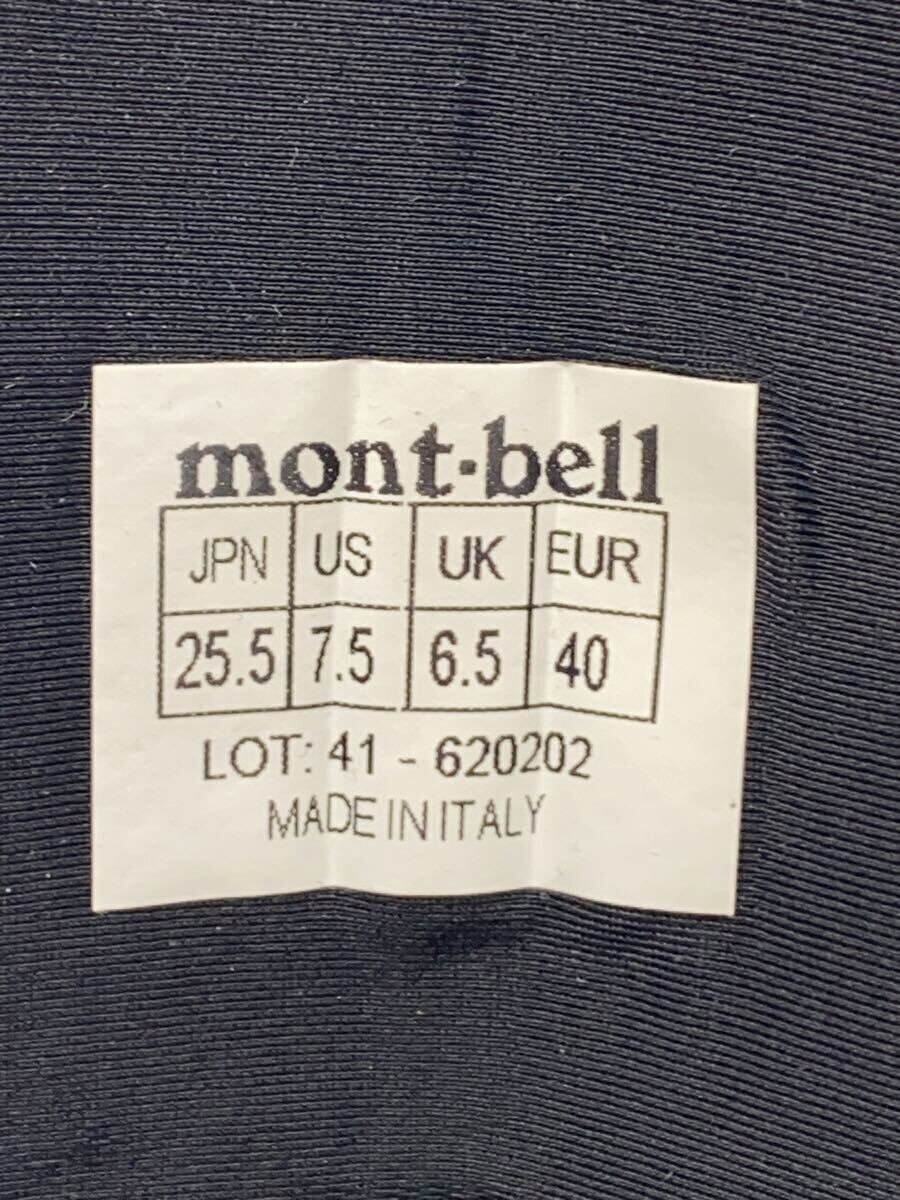 mont·bell
JPN US UK EUR
25.5 7.5 6.5 40
LOT: 41 - 620202
MADE IN ITALY